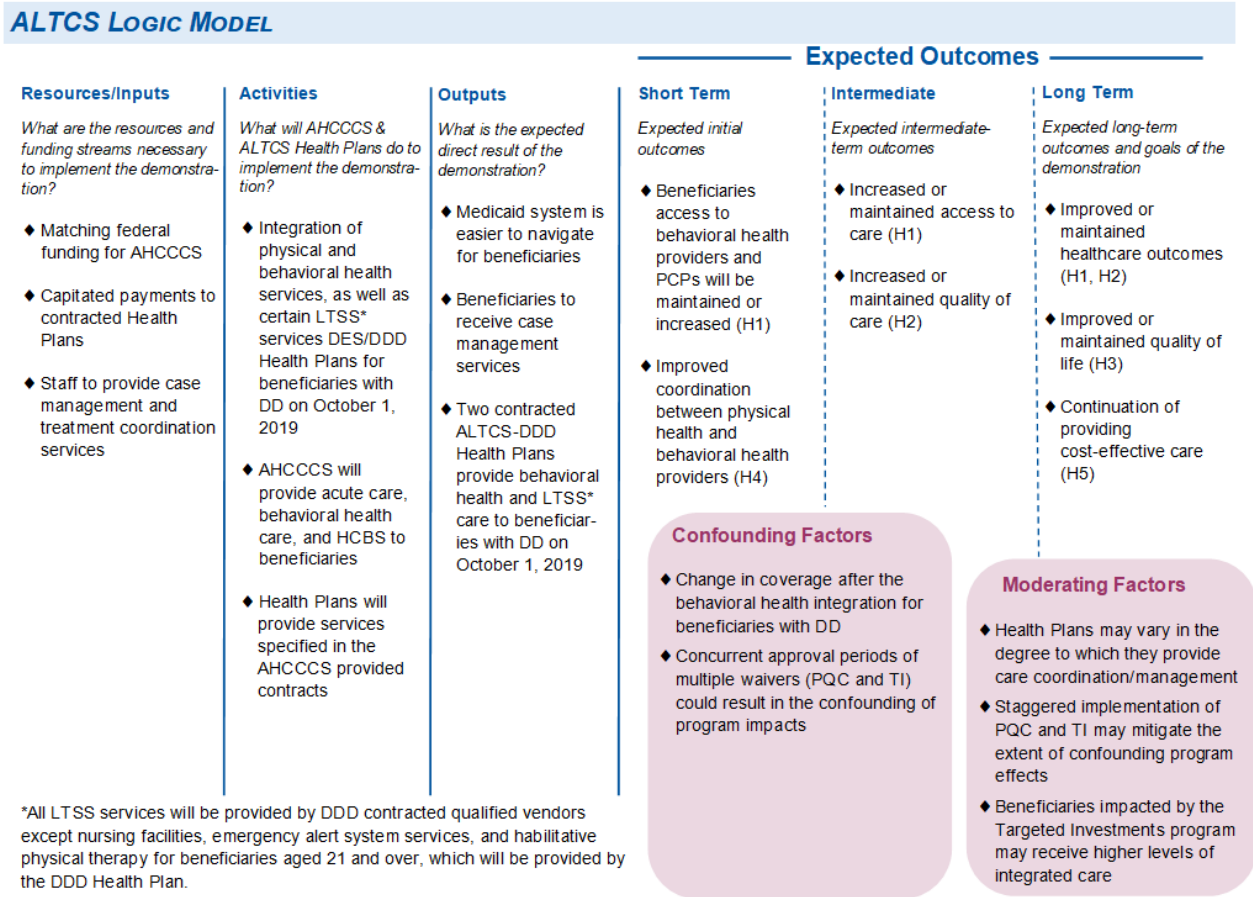 ALTCS LOGIC MODEL
Expected Outcomes
Resources/Inputs
What are the resources and
funding streams necessary
to implement the demonstra-
tion?
♦ Matching federal
funding for AHCCCS
♦ Capitated payments to
contracted Health
Plans
♦ Staff to provide case
management and
treatment coordination
services
Activities
What will AHCCCS &
ALTCS Health Plans do to
implement the demonstra-
tion?
♦ Integration of
physical and
behavioral health
services, as well as
certain LTSS*
services DES/DDD
Health Plans for
beneficiaries with
DD on October 1,
2019
♦ AHCCCS will
provide acute care,
behavioral health
care, and HCBS to
beneficiaries
♦ Health Plans will
provide services
specified in the
AHCCCS provided
contracts
Outputs
What is the expected
direct result of the
demonstration?
♦ Medicaid system is
easier to navigate
for beneficiaries
♦ Beneficiaries to
receive case
management
services
♦ Two contracted
ALTCS-DDD
Health Plans
provide behavioral
health and LTSS*
care to beneficiar-
ies with DD on
October 1, 2019
Short Term
Expected initial
outcomes
♦ Beneficiaries
access to
behavioral health
providers and
PCPs will be
maintained or
increased (H1)
♦ Improved
coordination
between physical
health and
behavioral health
providers (H4)
Intermediate
Expected intermediate-
term outcomes
♦ Increased or
maintained access to
care (H1)
♦ Increased or
maintained quality of
care (H2)
Long Term
Expected long-term
outcomes and goals of the
demonstration
♦ Improved or
maintained
healthcare outcomes
(H1, H2)
♦ Improved or
maintained quality of
life (H3)
♦ Continuation of
providing
cost-effective care
(H5)
Confounding Factors
♦ Change in coverage after the
behavioral health integration for
beneficiaries with DD
♦ Concurrent approval periods of
multiple waivers (PQC and TI)
could result in the confounding of
program impacts
Moderating Factors
♦ Health Plans may vary in the
degree to which they provide
care coordination/management
♦ Staggered implementation of
PQC and TI may mitigate the
extent of confounding program
effects
♦ Beneficiaries impacted by the
Targeted Investments program
may receive higher levels of
integrated care
*All LTSS services will be provided by DDD contracted qualified vendors
except nursing facilities, emergency alert system services, and habilitative
physical therapy for beneficiaries aged 21 and over, which will be provided by
the DDD Health Plan.